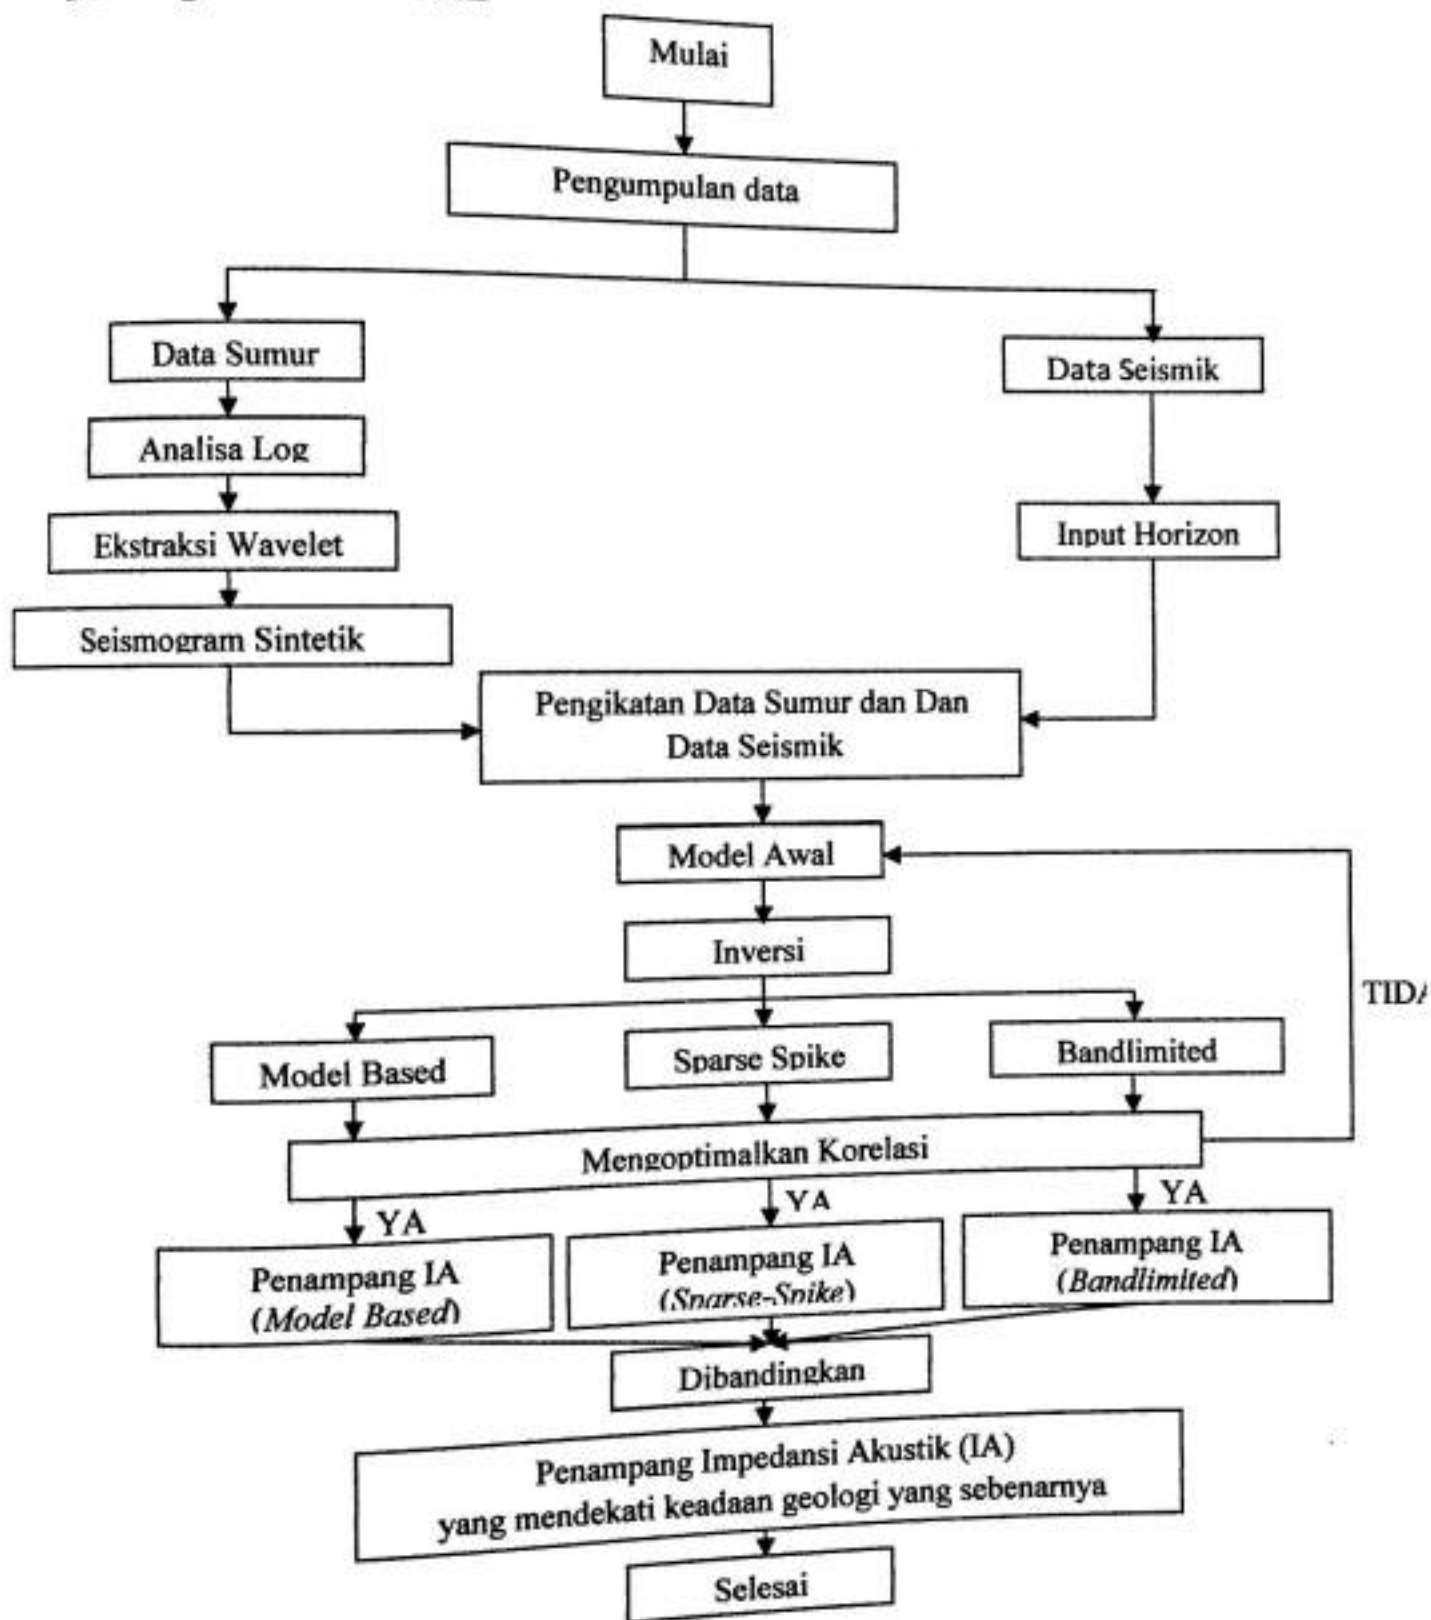 Mulai
Pengumpulan data
Data Sumur
Data Seismik
Analisa Log
Ekstraksi Wavelet
Input Horizon
Seismogram Sintetik
Pengikatan Data Sumur dan Dan
Data Seismik
Model Awal
Inversi
Model Based
Sparse Spike
Bandlimited
Mengoptimalkan Korelasi
YA
YA
YA
Penampang IA
(Model Based)
Penampang IA
(Sparse-Spike)
Penampang IA
(Bandlimited)
Dibandingkan
Penampang Impedansi Akustik (IA)
yang mendekati keadaan geologi yang sebenarnya
Selesai